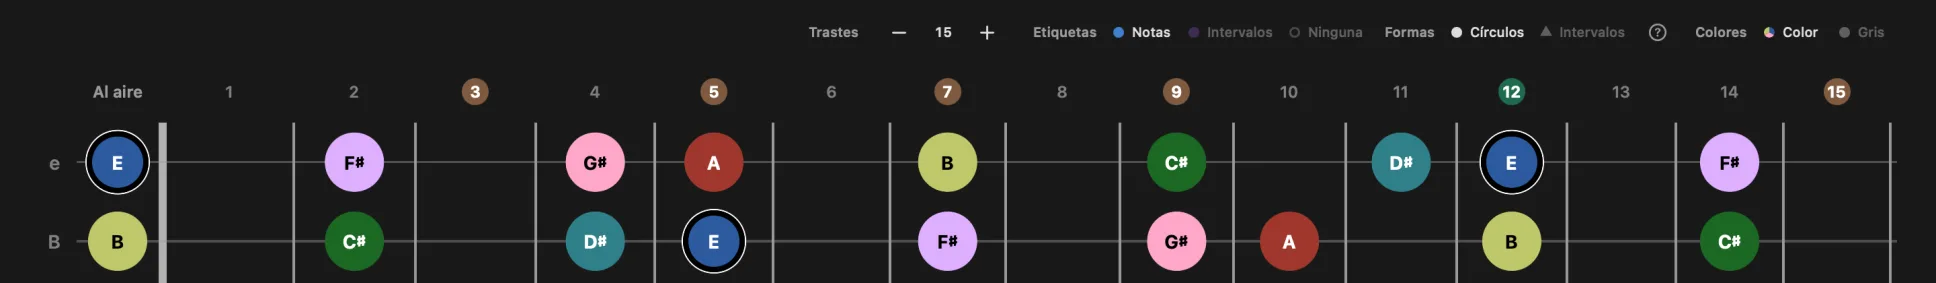 Trastes − 15 + Etiquetas Notas Intervalos Ninguna Formas Círculos Intervalos ? Colores Color Gris
Al aire 1 2 3 4 5 6 7 8 9 10 11 12 13 14 15
e E F# G# A B C# D# E F#
B B C# D# E F# G# A B C#